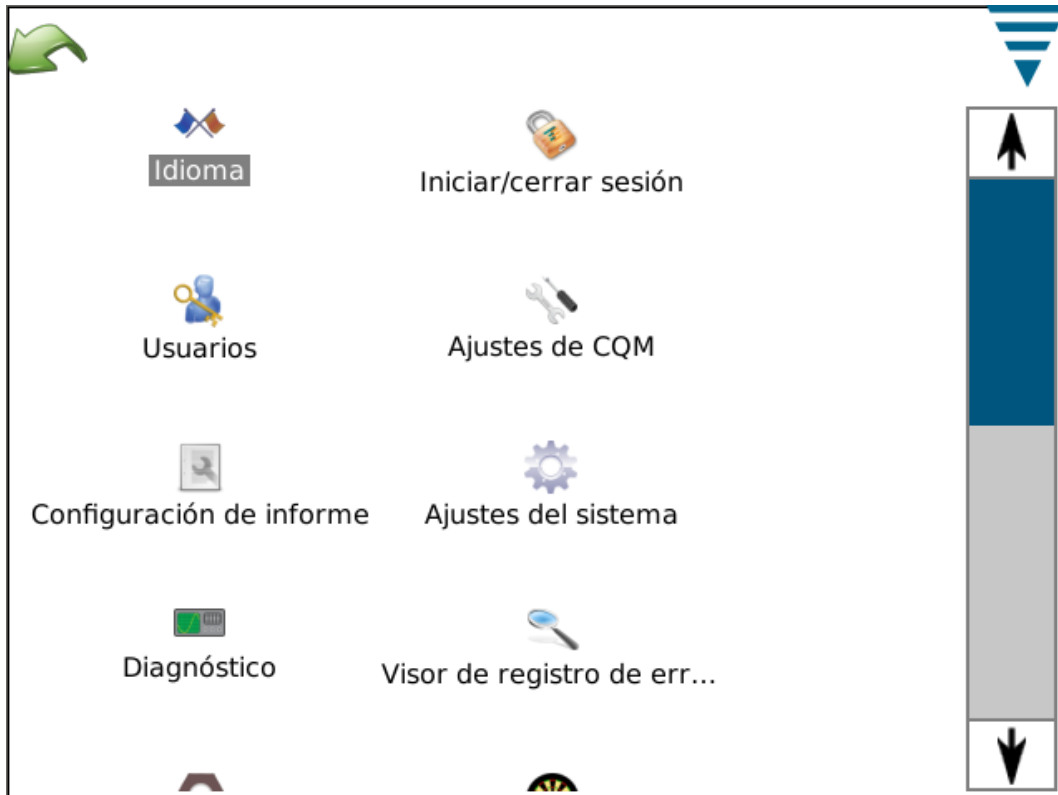 Idioma
Iniciar/cerrar sesión
Usuarios
Ajustes de CQM
Configuración de informe
Ajustes del sistema
Diagnóstico
Visor de registro de err...